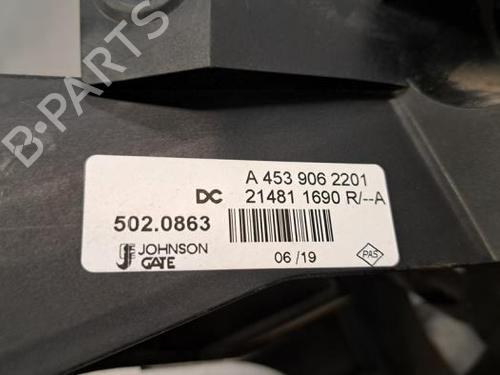 B-PARTS
A 453 906 2201
DC 21481 1690 R/--A
502.0863
JOHNSON
GATE
06 /19
PAS